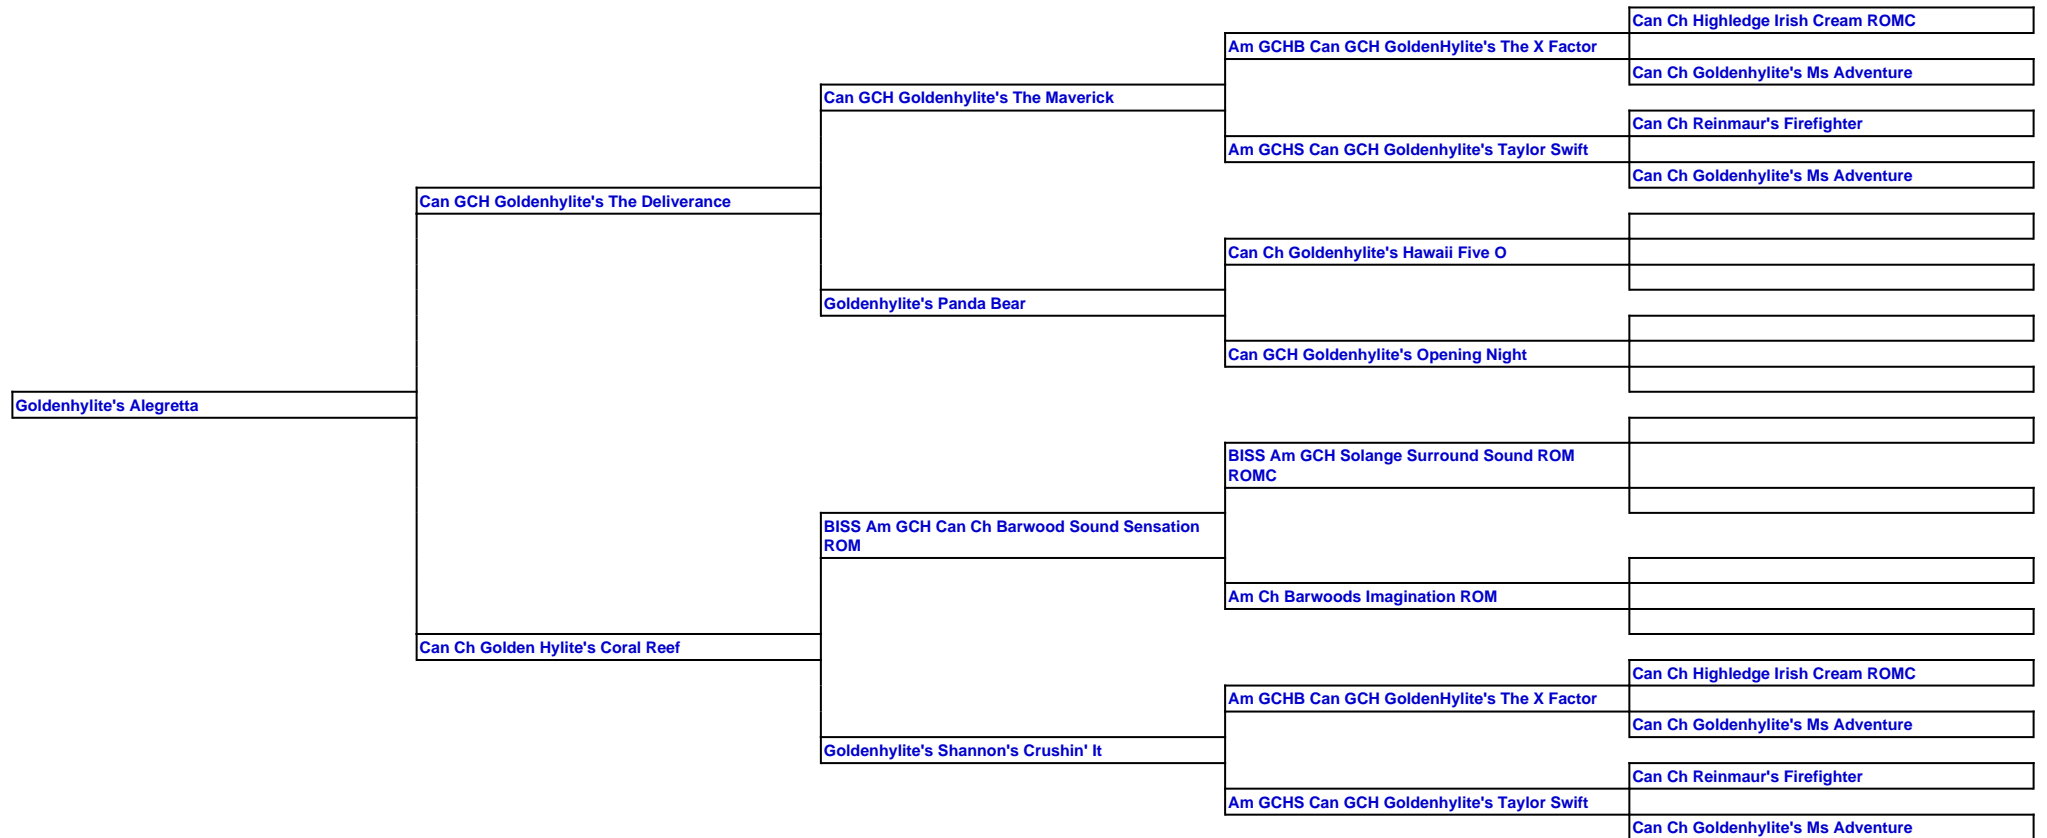 Can Ch Highledge Irish Cream ROMC
Am GCHB Can GCH GoldenHylite's The X Factor
Can Ch Goldenhylite's Ms Adventure
Can GCH Goldenhylite's The Maverick
Can Ch Reinmaur's Firefighter
Am GCHS Can GCH Goldenhylite's Taylor Swift
Can Ch Goldenhylite's Ms Adventure
Can GCH Goldenhylite's The Deliverance
Can Ch Goldenhylite's Hawaii Five O
Goldenhylite's Panda Bear
Can GCH Goldenhylite's Opening Night
Goldenhylite's Alegretta
BISS Am GCH Solange Surround Sound ROM
ROMC
BISS Am GCH Can Ch Barwood Sound Sensation
ROM
Am Ch Barwoods Imagination ROM
Can Ch Golden Hylite's Coral Reef
Can Ch Highledge Irish Cream ROMC
Am GCHB Can GCH GoldenHylite's The X Factor
Can Ch Goldenhylite's Ms Adventure
Goldenhylite's Shannon's Crushin' It
Can Ch Reinmaur's Firefighter
Am GCHS Can GCH Goldenhylite's Taylor Swift
Can Ch Goldenhylite's Ms Adventure